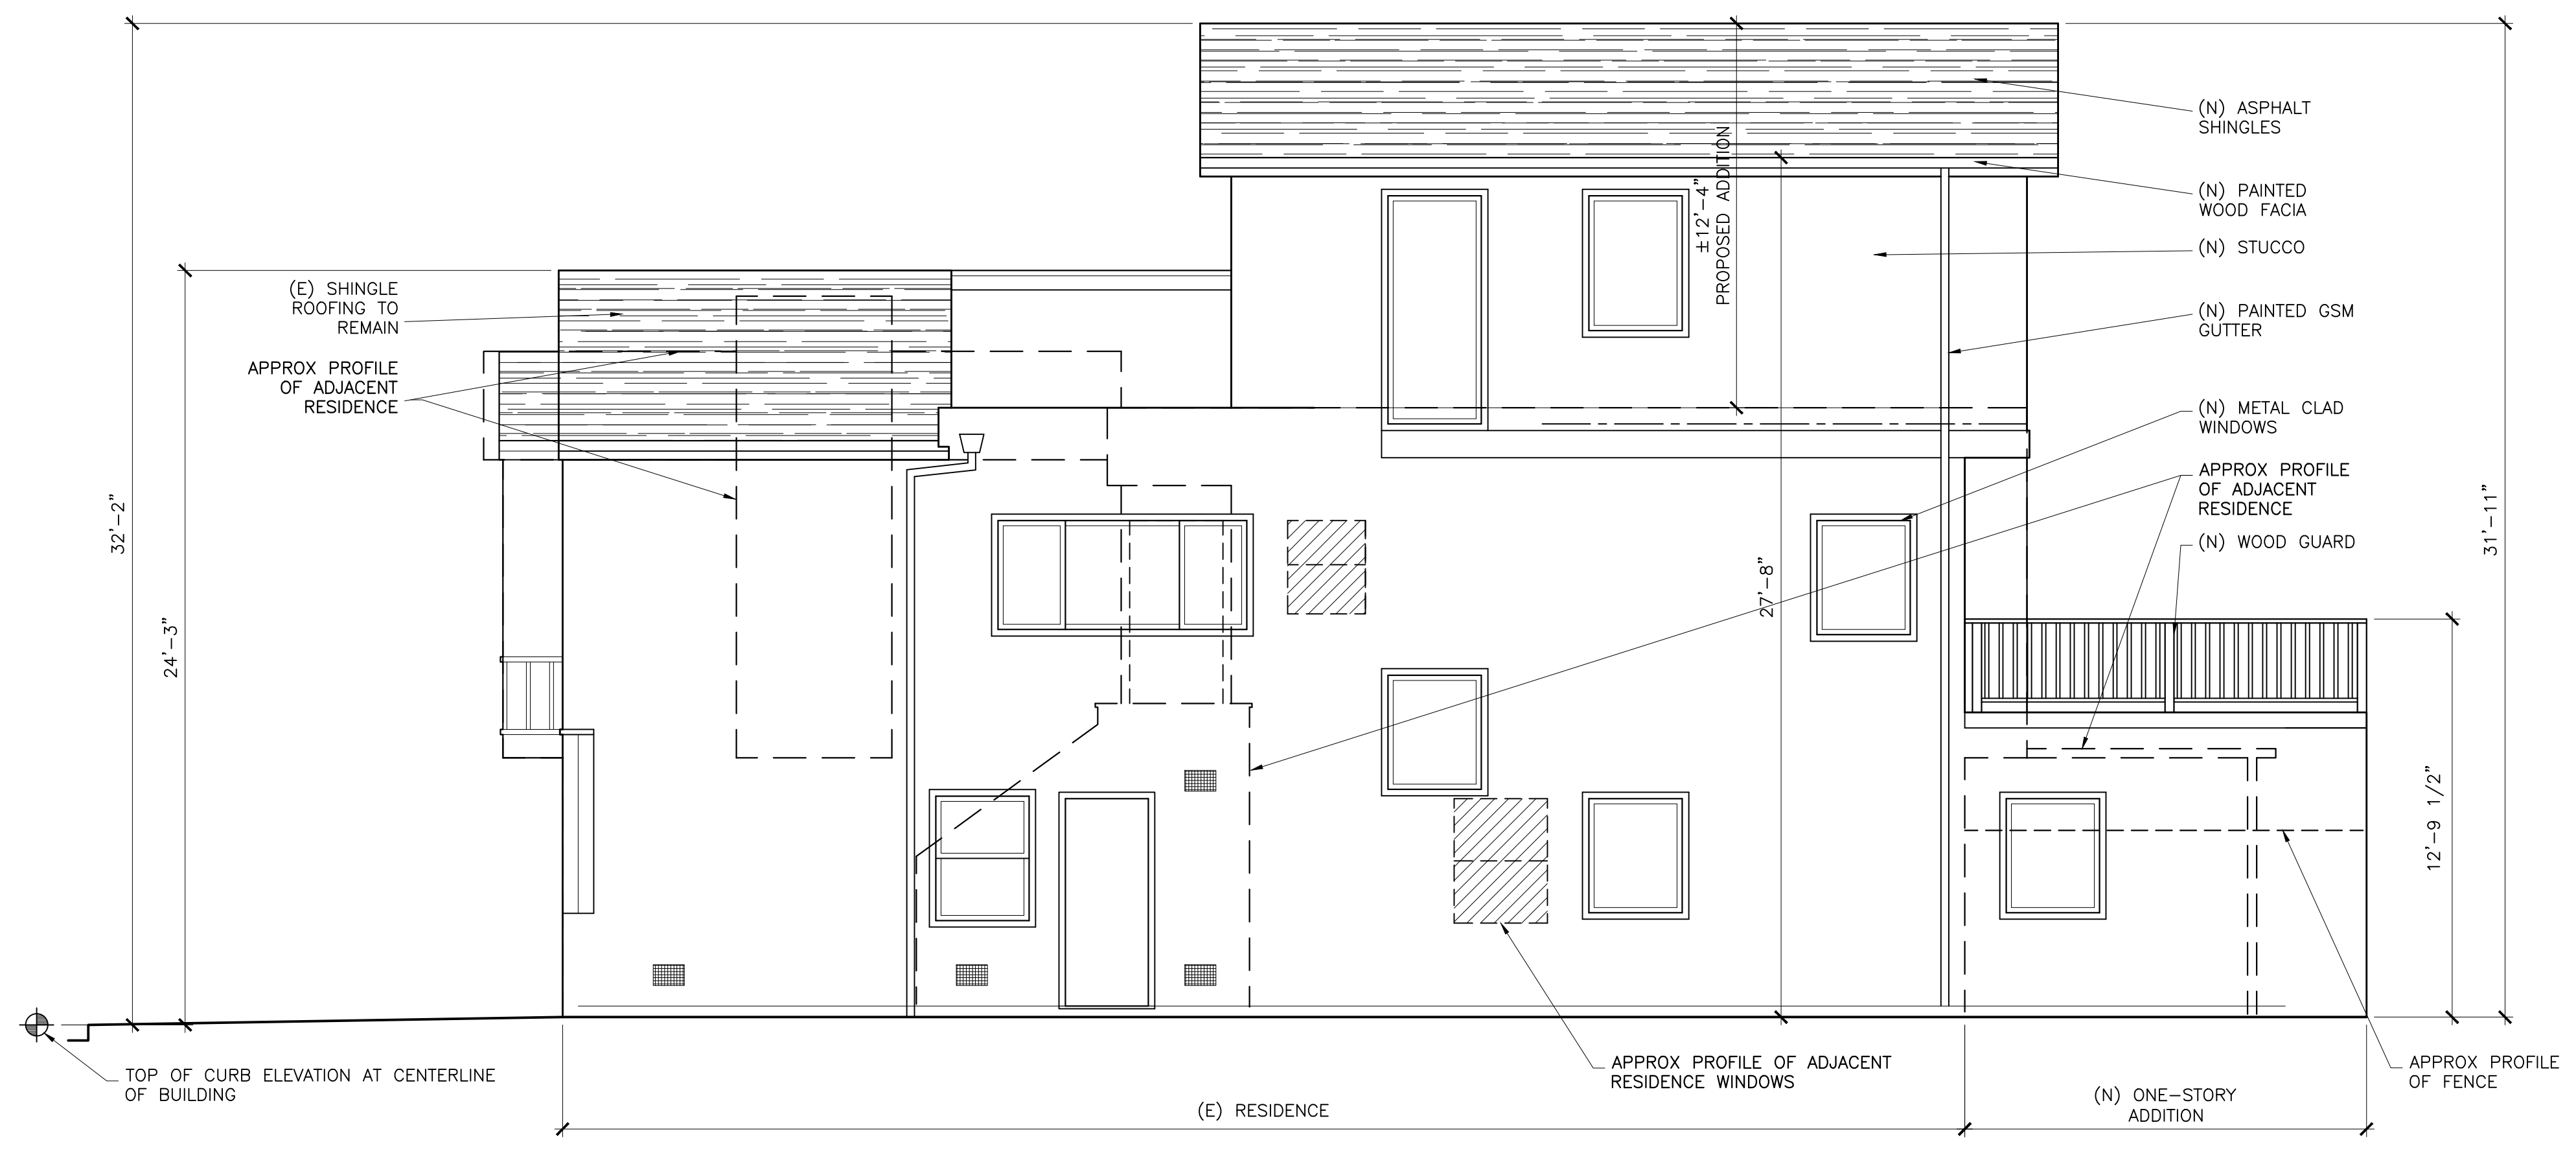 (N) ASPHALT
SHINGLES
(N) PAINTED
WOOD FACIA
(N) STUCCO
(N) PAINTED GSM
GUTTER
(N) METAL CLAD
WINDOWS
APPROX PROFILE
OF ADJACENT
RESIDENCE
(N) WOOD GUARD
(E) SHINGLE
ROOFING TO
REMAIN
APPROX PROFILE
OF ADJACENT
RESIDENCE
±12'-4"
PROPOSED ADDITION
32'-2"
24'-3"
27'-8"
31'-11"
12'-9 1/2"
TOP OF CURB ELEVATION AT CENTERLINE
OF BUILDING
APPROX PROFILE OF ADJACENT
RESIDENCE WINDOWS
APPROX PROFILE
OF FENCE
(E) RESIDENCE
(N) ONE-STORY
ADDITION